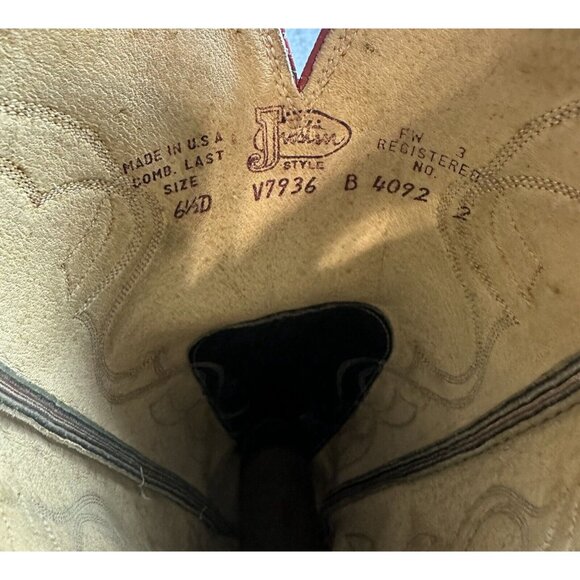 MADE IN U.S.A
COMB. LAST
SIZE
6½D
Justin
STYLE
V7936
FW 3
REGISTERED
NO.
B 4092 2